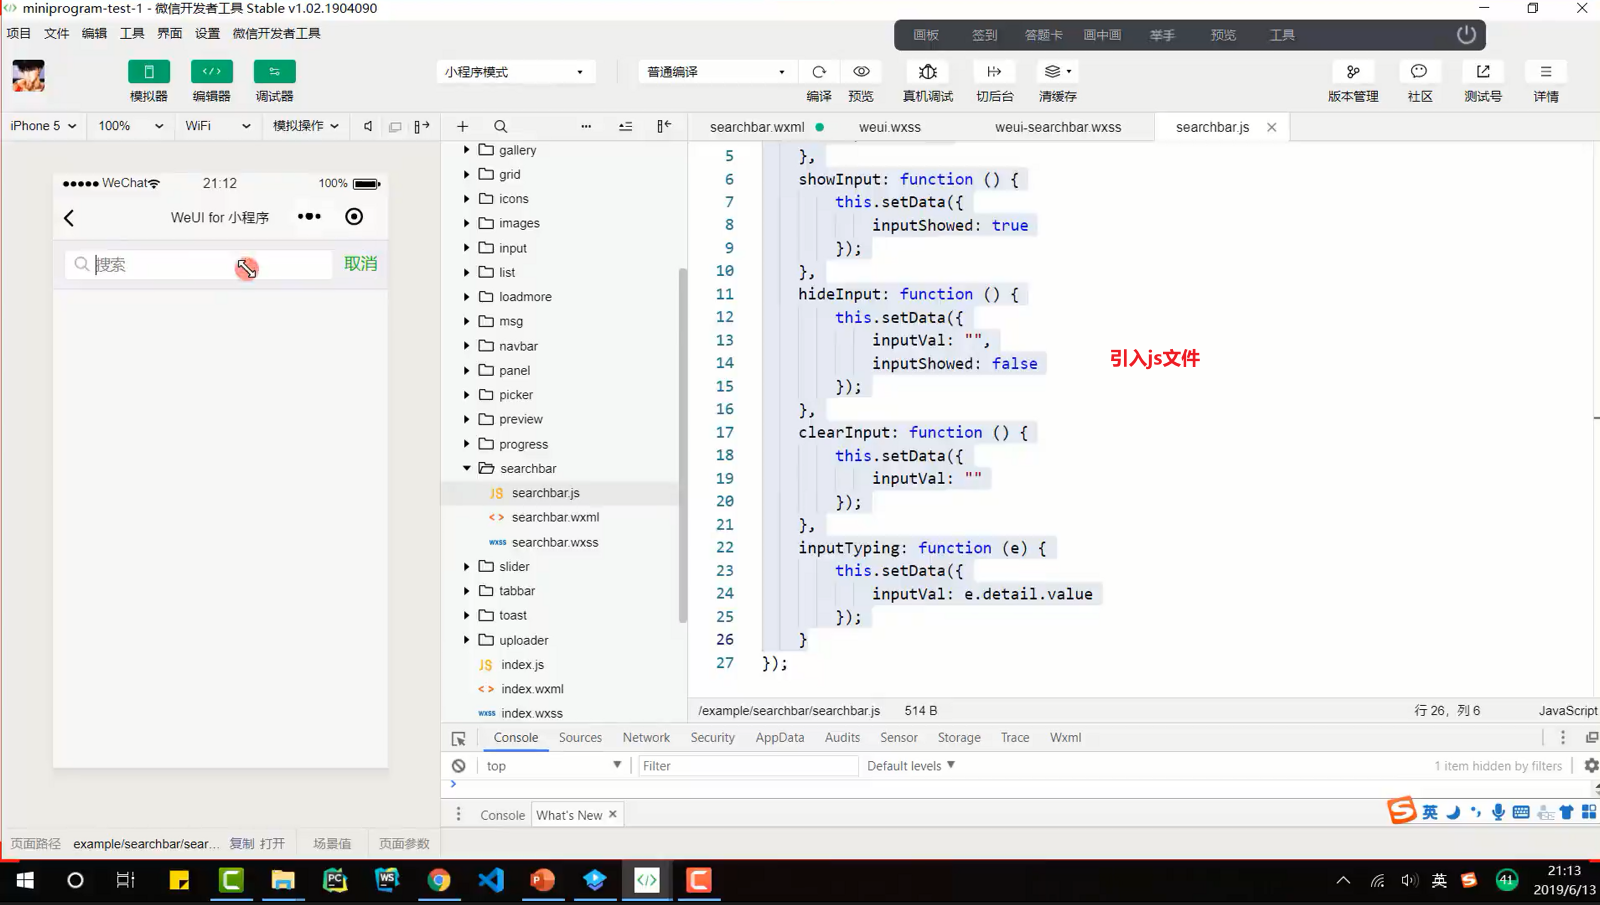 miniprogram-test-1 - 微信开发者工具 Stable v1.02.1904090
项目 文件 编辑 工具 界面 设置 微信开发者工具
画板 签到 答题卡 画中画 举手 预览 工具
小程序模式 普通编译
模拟器 编辑器 调试器 编译 预览 真机调试 切后台 清缓存 版本管理 社区 测试号 详情
iPhone 5 100% WiFi 模拟操作
searchbar.wxml weui.wxss weui-searchbar.wxss searchbar.js
WeChat 21:12 100%
WeUI for 小程序
搜索 取消
gallery
grid
icons
images
input
list
loadmore
msg
navbar
panel
picker
preview
progress
searchbar
JS searchbar.js
<> searchbar.wxml
wxss searchbar.wxss
slider
tabbar
toast
uploader
JS index.js
<> index.wxml
wxss index.wxss
5 },
6 showInput: function () {
7 this.setData({
8 inputShowed: true
9 });
10 },
11 hideInput: function () {
12 this.setData({
13 inputVal: "",
14 inputShowed: false
15 });
16 },
17 clearInput: function () {
18 this.setData({
19 inputVal: ""
20 });
21 },
22 inputTyping: function (e) {
23 this.setData({
24 inputVal: e.detail.value
25 });
26 }
27 });
引入js文件
/example/searchbar/searchbar.js 514 B 行 26，列 6 JavaScript
Console Sources Network Security AppData Audits Sensor Storage Trace Wxml
top Filter Default levels 1 item hidden by filters
Console What's New
英
页面路径 example/searchbar/sear... 复制 打开 场景值 页面参数
英 41 21:13
2019/6/13